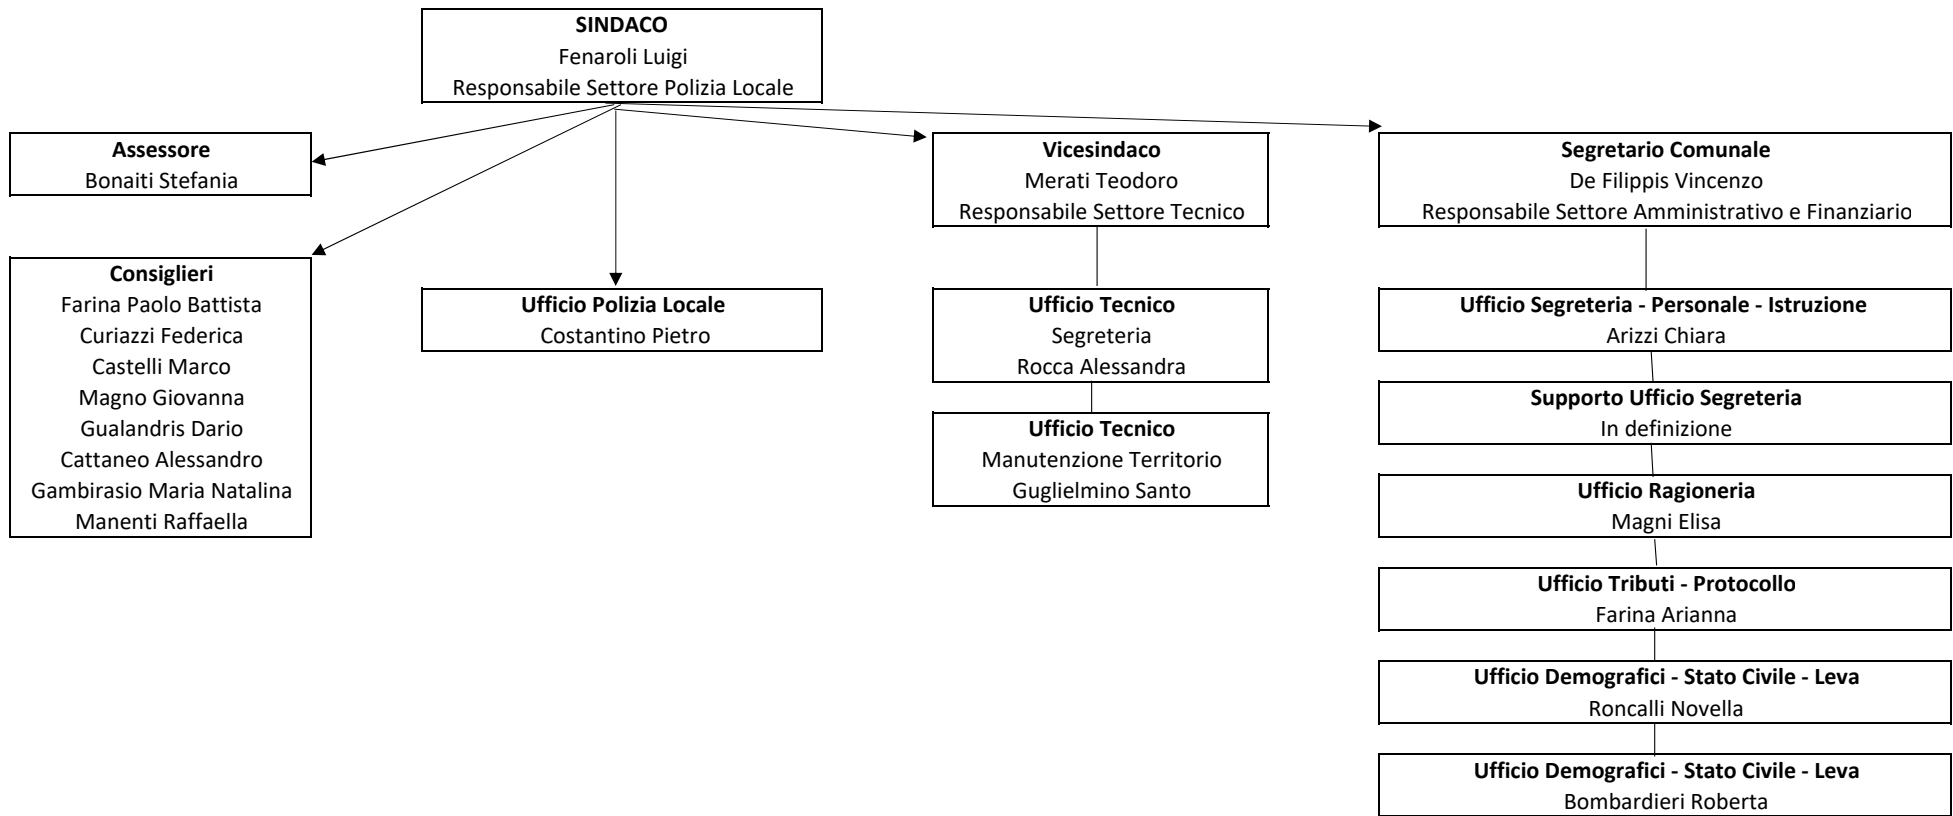 SINDACO
Fenaroli Luigi
Responsabile Settore Polizia Locale
Assessore
Bonaiti Stefania
Vicesindaco
Merati Teodoro
Responsabile Settore Tecnico
Segretario Comunale
De Filippis Vincenzo
Responsabile Settore Amministrativo e Finanziario
Consiglieri
Farina Paolo Battista
Curiazzi Federica
Castelli Marco
Magno Giovanna
Gualandris Dario
Cattaneo Alessandro
Gambirasio Maria Natalina
Manenti Raffaella
Ufficio Polizia Locale
Costantino Pietro
Ufficio Tecnico
Segreteria
Rocca Alessandra
Ufficio Tecnico
Manutenzione Territorio
Guglielmino Santo
Ufficio Segreteria - Personale - Istruzione
Arizzi Chiara
Supporto Ufficio Segreteria
In definizione
Ufficio Ragioneria
Magni Elisa
Ufficio Tributi - Protocollo
Farina Arianna
Ufficio Demografici - Stato Civile - Leva
Roncalli Novella
Ufficio Demografici - Stato Civile - Leva
Bombardieri Roberta